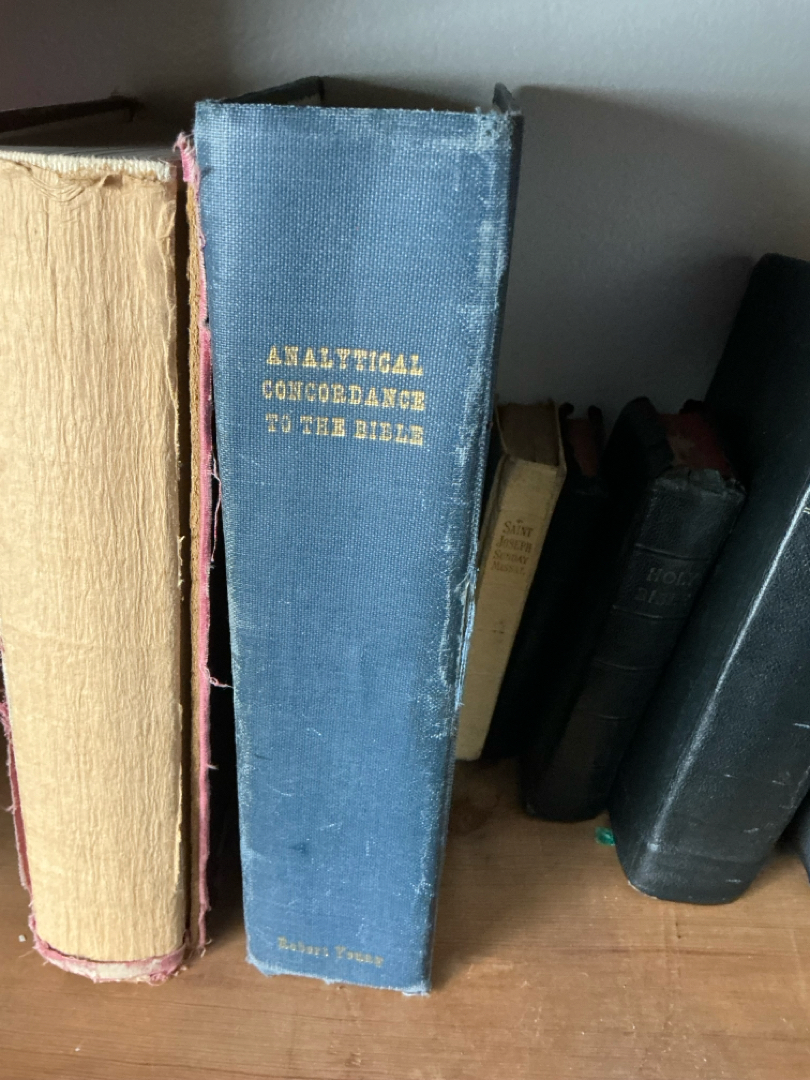 ANALYTICAL
CONCORDANCE
TO THE BIBLE
Robert Young
SAINT
JOSEPH
SUNDAY
MISSAL
HOLY
BIBLE